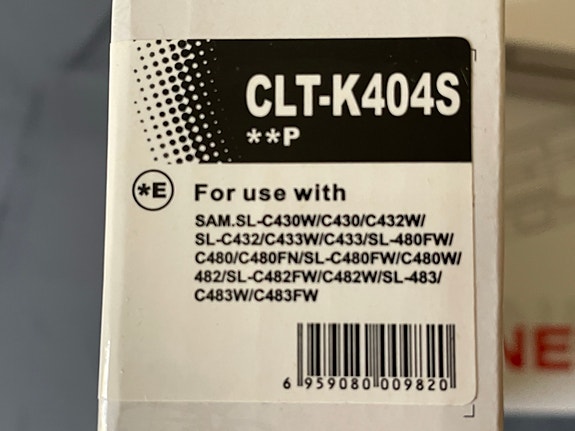 CLT-K404S
**P
*E
For use with
SAM.SL-C430W/C430/C432W/
SL-C432/C433W/C433/SL-480FW/
C480/C480FN/SL-C480FW/C480W/
482/SL-C482FW/C482W/SL-483/
C483W/C483FW
6 959080 009820
NE